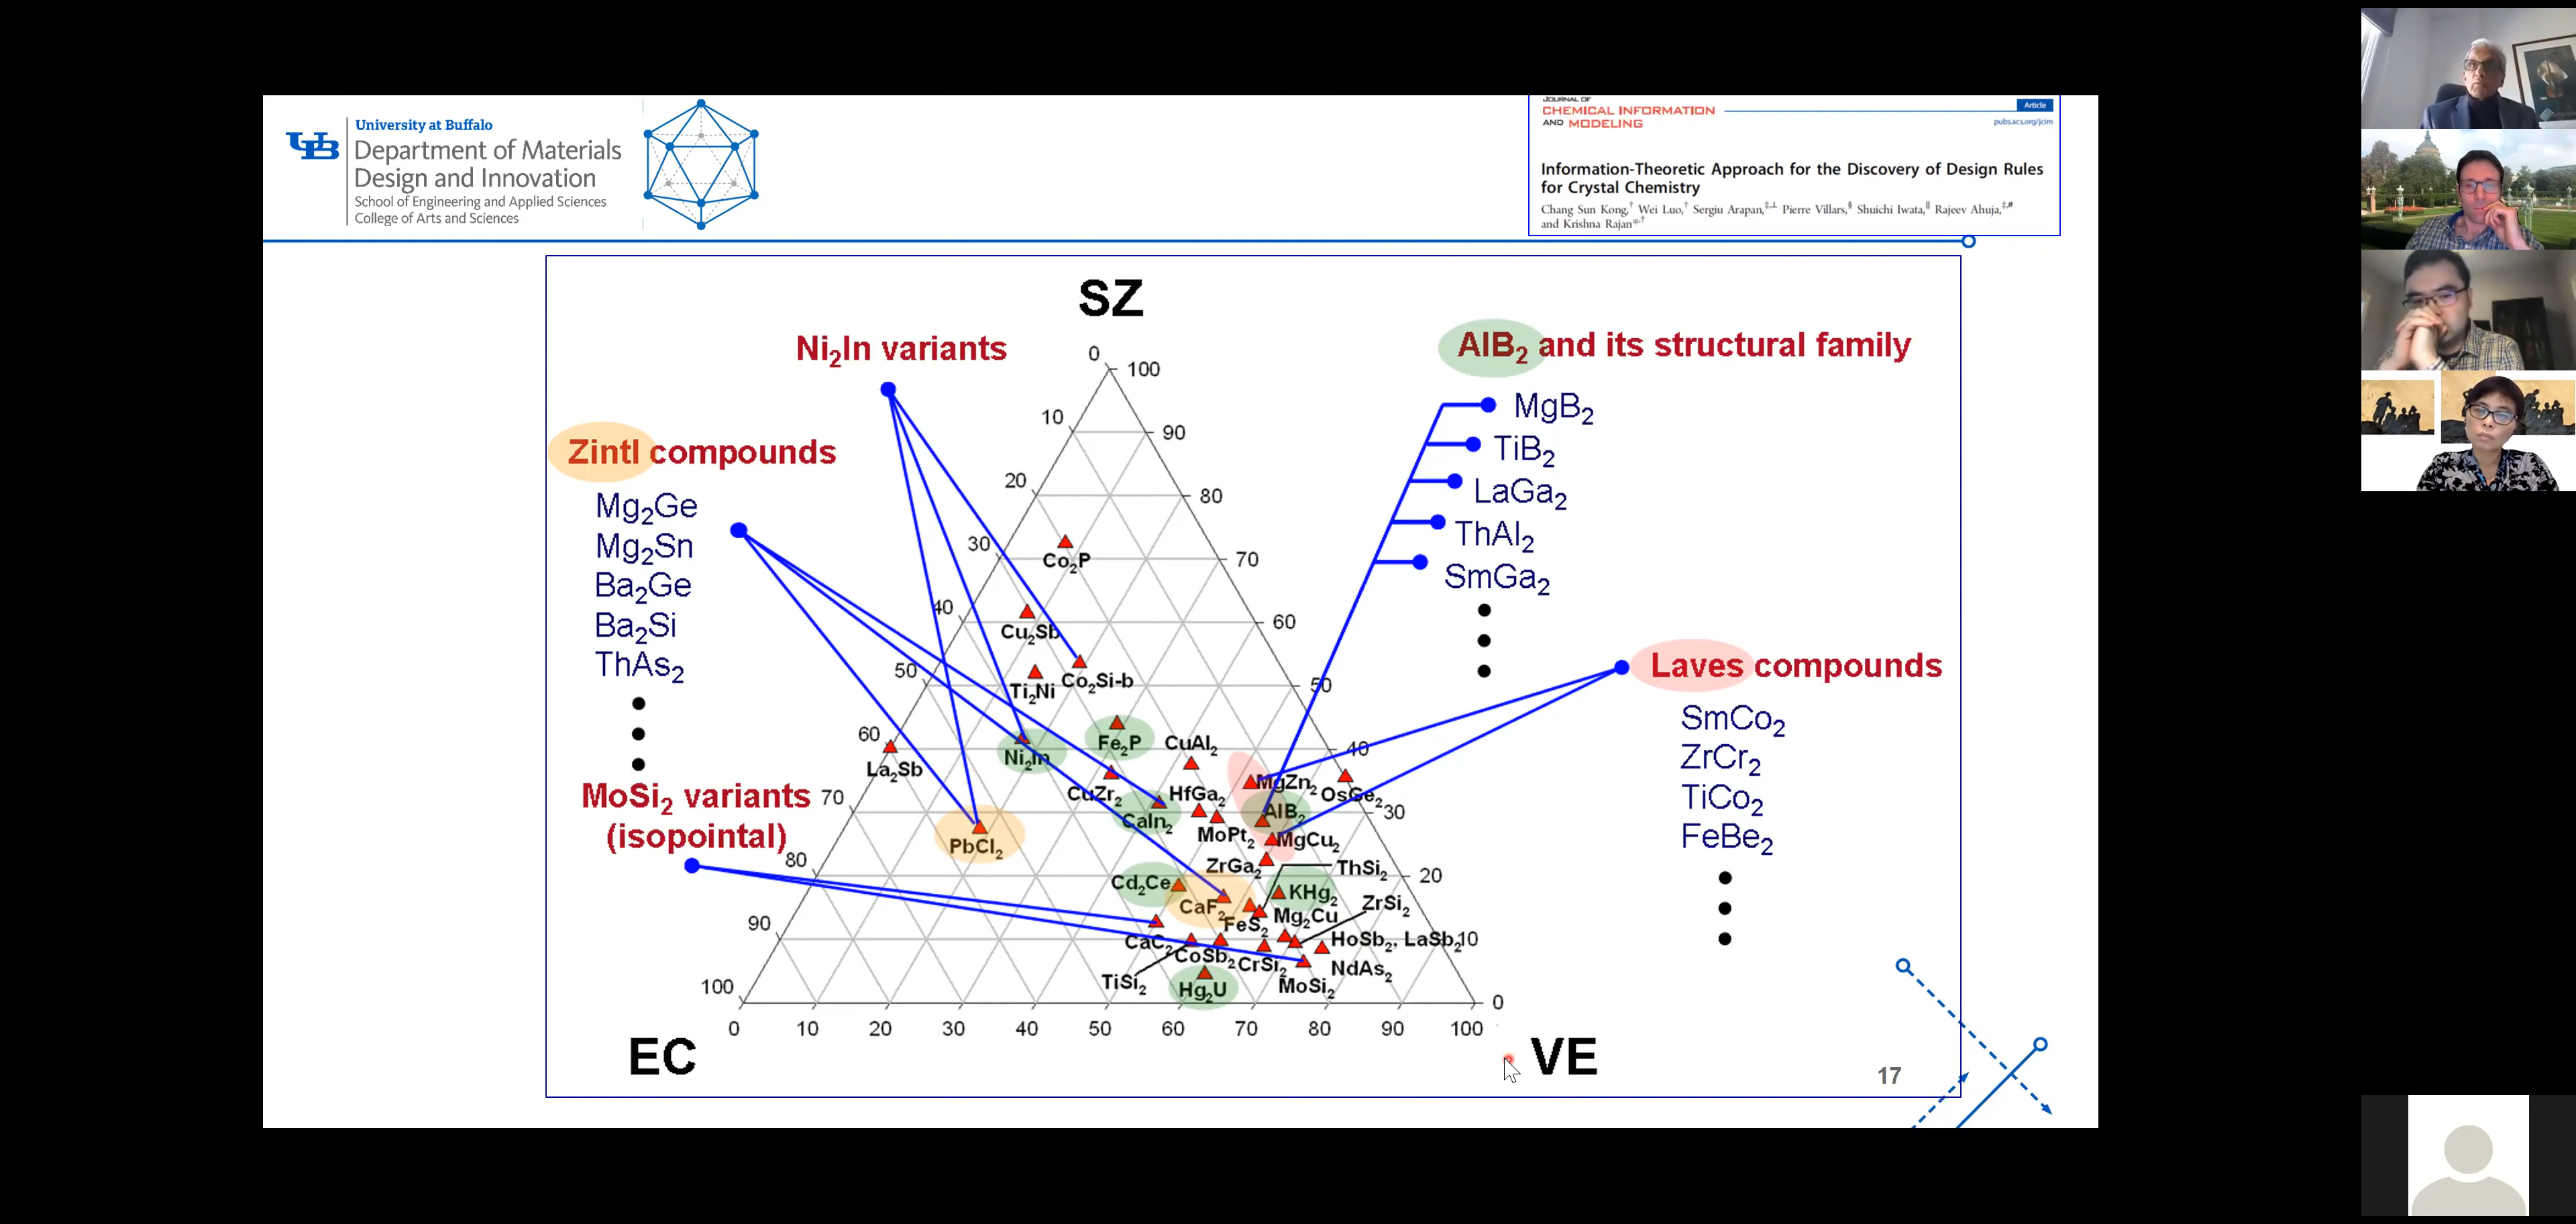 University at Buffalo
Department of Materials
Design and Innovation
School of Engineering and Applied Sciences
College of Arts and Sciences
JOURNAL OF
CHEMICAL INFORMATION
AND MODELING
Article
pubs.acs.org/jcim
Information-Theoretic Approach for the Discovery of Design Rules
for Crystal Chemistry
Chang Sun Kong,† Wei Luo,† Sergiu Arapan,‡,⊥ Pierre Villars,§ Shuichi Iwata,∥ Rajeev Ahuja,‡,#
and Krishna Rajan*,†
SZ
Ni₂In variants
AlB₂ and its structural family
MgB₂
TiB₂
LaGa₂
ThAl₂
SmGa₂
Zintl compounds
Mg₂Ge
Mg₂Sn
Ba₂Ge
Ba₂Si
ThAs₂
MoSi₂ variants
(isopointal)
Laves compounds
SmCo₂
ZrCr₂
TiCo₂
FeBe₂
0
10
20
30
40
50
60
70
80
90
100
100
90
80
70
60
50
40
30
20
10
0
Co₂P
Cu₂Sb
Ti₂Ni
Co₂Si-b
La₂Sb
Ni₂In
Fe₂P
CuAl₂
CuZr₂
HfGa₂
MgZn₂
OsGe₂
CaIn₂
AlB₂
MoPt₂
MgCu₂
PbCl₂
ZrGa₂
ThSi₂
Cd₂Ce
KHg₂
CaF₂
ZrSi₂
FeS₂
Mg₂Cu
CaC₂
HoSb₂, LaSb₂
CoSb₂
CrSi₂
NdAs₂
TiSi₂
Hg₂U
MoSi₂
0 10 20 30 40 50 60 70 80 90 100
EC
VE
17